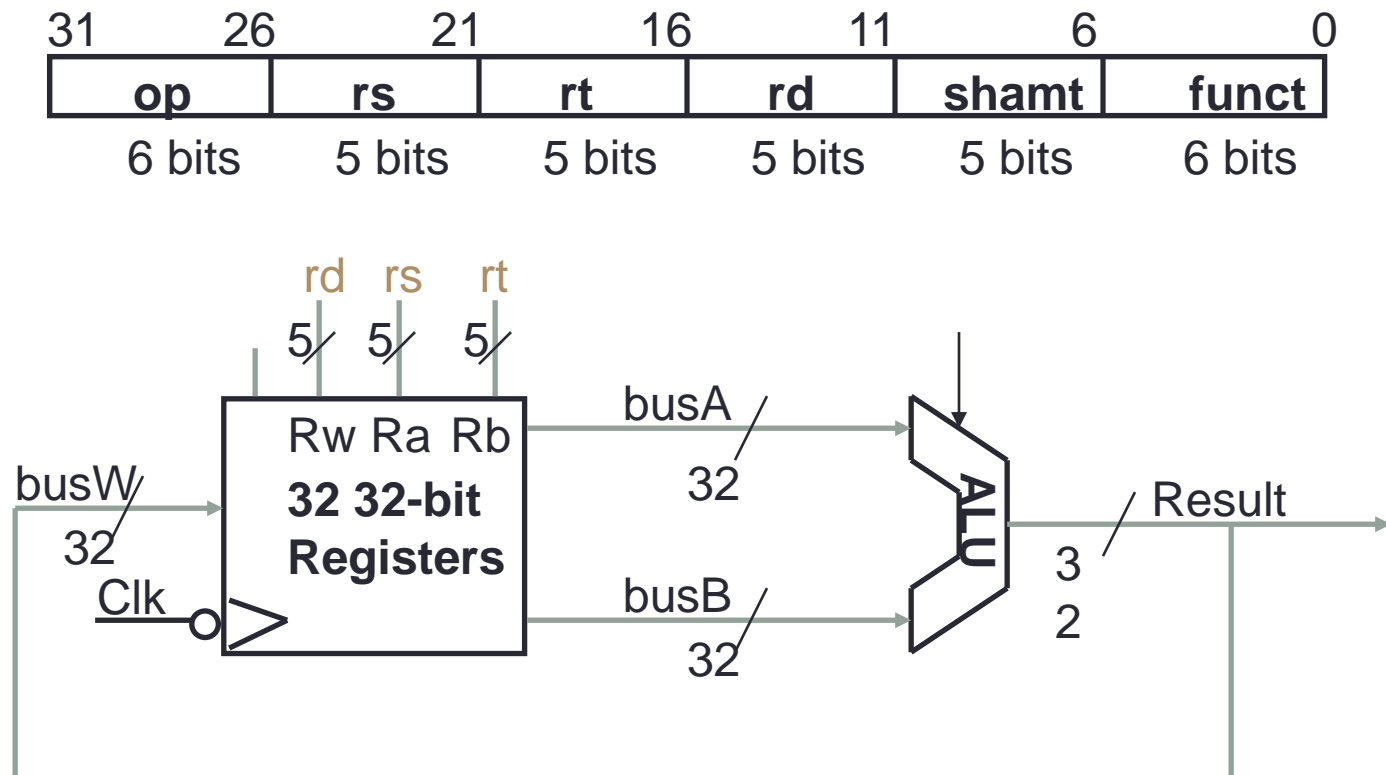 31 26 21 16 11 6 0
op rs rt rd shamt funct
6 bits 5 bits 5 bits 5 bits 5 bits 6 bits
rd rs rt
5 5 5
Rw Ra Rb
busA
32
busW
32
32 32-bit
Registers
Clk
busB
32
ALU
Result
3
2